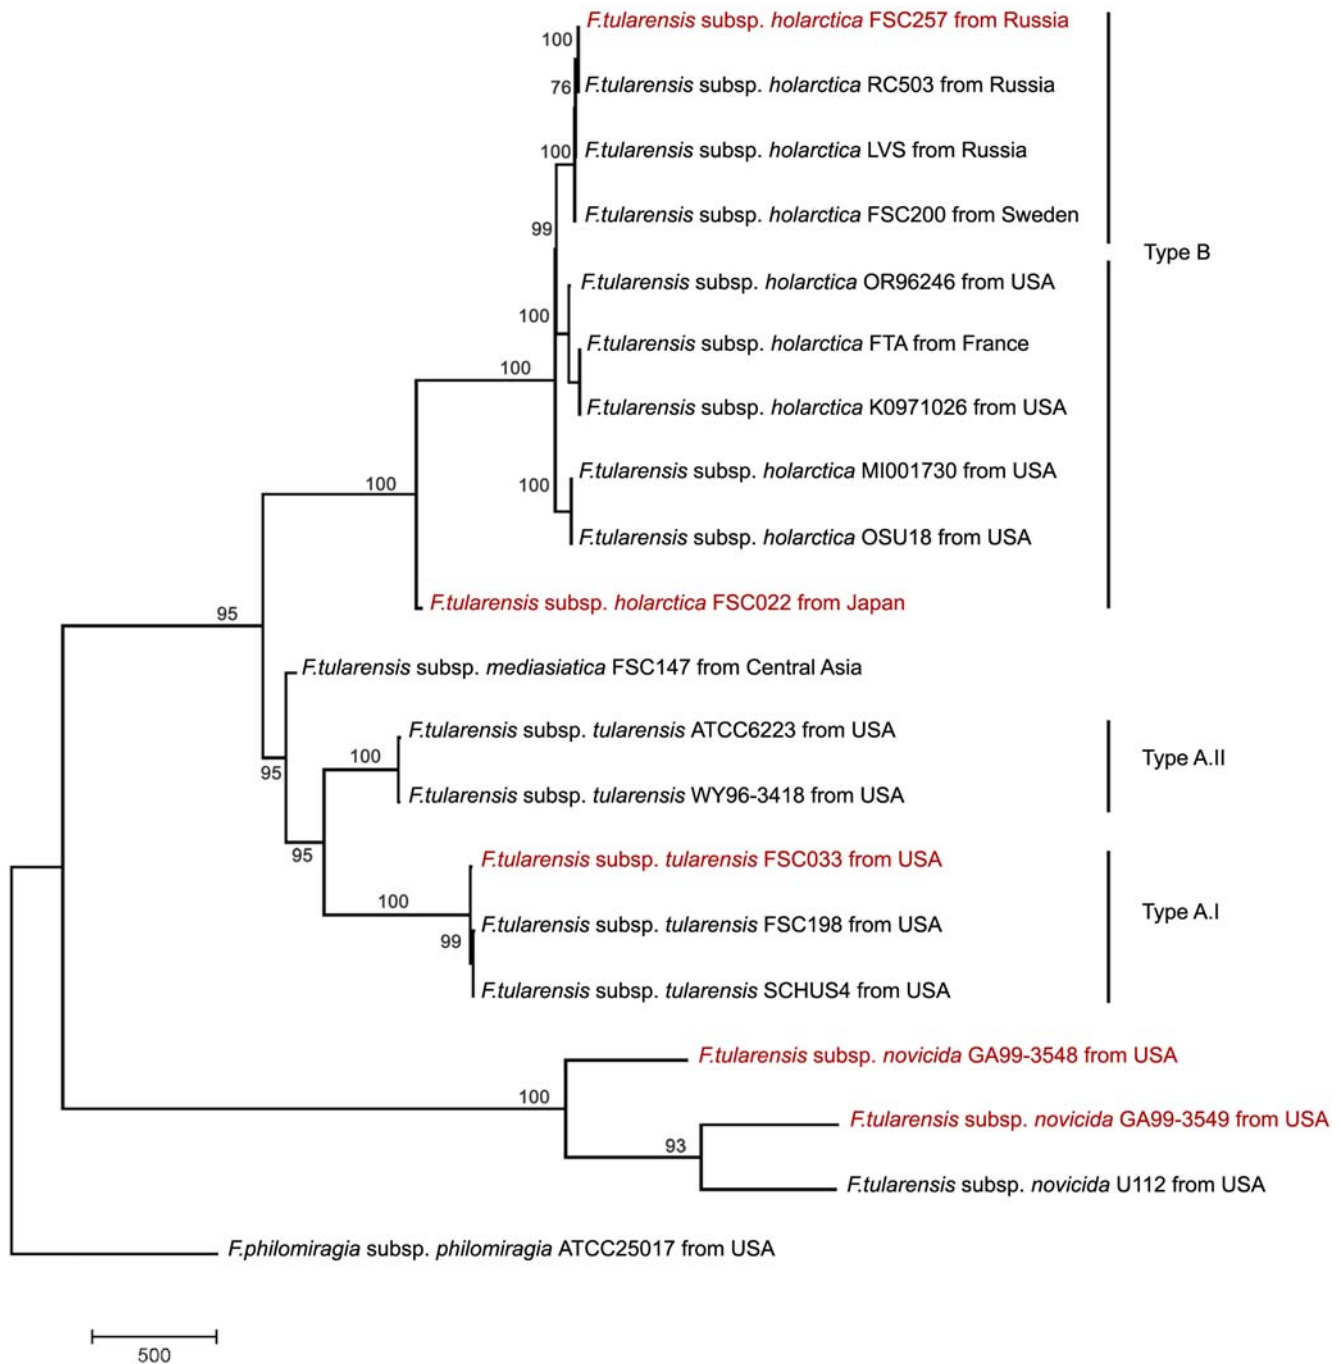 F.tularensis subsp. holarctica FSC257 from Russia
100
76
F.tularensis subsp. holarctica RC503 from Russia
100
F.tularensis subsp. holarctica LVS from Russia
F.tularensis subsp. holarctica FSC200 from Sweden
99
Type B
F.tularensis subsp. holarctica OR96246 from USA
100
F.tularensis subsp. holarctica FTA from France
100
F.tularensis subsp. holarctica K0971026 from USA
F.tularensis subsp. holarctica MI001730 from USA
100
100
F.tularensis subsp. holarctica OSU18 from USA
F.tularensis subsp. holarctica FSC022 from Japan
95
F.tularensis subsp. mediasiatica FSC147 from Central Asia
F.tularensis subsp. tularensis ATCC6223 from USA
100
Type A.II
95
F.tularensis subsp. tularensis WY96-3418 from USA
95
F.tularensis subsp. tularensis FSC033 from USA
100
Type A.I
F.tularensis subsp. tularensis FSC198 from USA
99
F.tularensis subsp. tularensis SCHUS4 from USA
F.tularensis subsp. novicida GA99-3548 from USA
100
F.tularensis subsp. novicida GA99-3549 from USA
93
F.tularensis subsp. novicida U112 from USA
F.philomiragia subsp. philomiragia ATCC25017 from USA
500